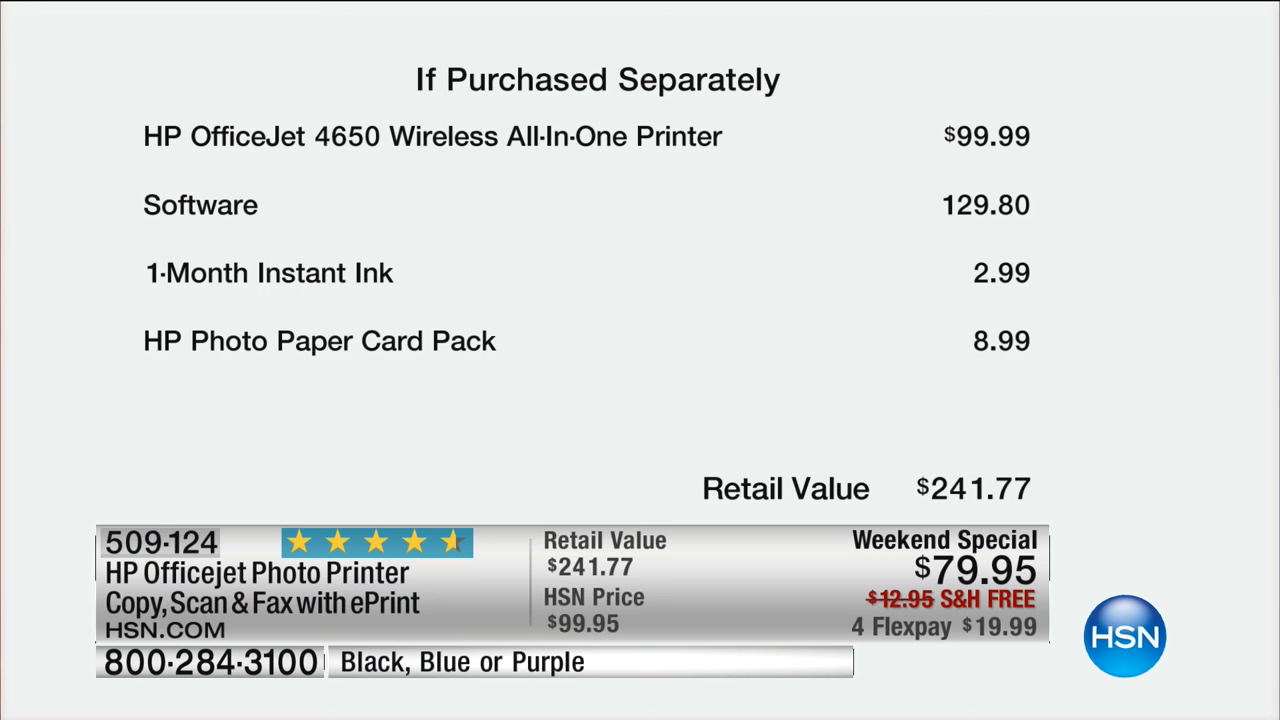 If Purchased Separately
HP OfficeJet 4650 Wireless All-In-One Printer $99.99
Software 129.80
1-Month Instant Ink 2.99
HP Photo Paper Card Pack 8.99
Retail Value $241.77
509-124
HP Officejet Photo Printer
Copy, Scan & Fax with ePrint
HSN.COM
Retail Value
$241.77
HSN Price
$99.95
Weekend Special
$79.95
$12.95 S&H FREE
4 Flexpay $19.99
HSN
800-284-3100 Black, Blue or Purple